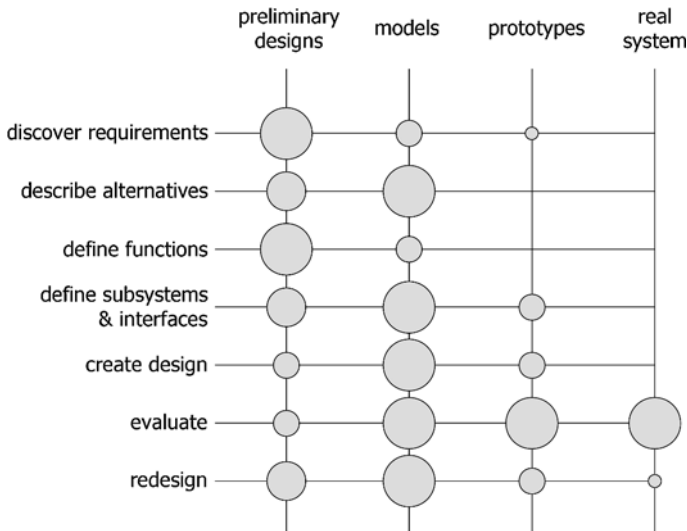 preliminary
designs
models
prototypes
real
system
discover requirements
describe alternatives
define functions
define subsystems
& interfaces
create design
evaluate
redesign